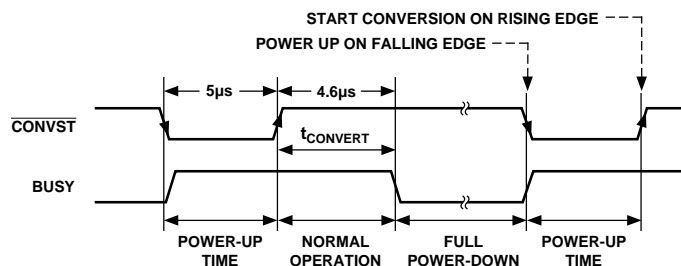 START CONVERSION ON RISING EDGE
POWER UP ON FALLING EDGE
5µs
4.6µs
CONVST
tCONVERT
BUSY
POWER-UP
TIME
NORMAL
OPERATION
FULL
POWER-DOWN
POWER-UP
TIME